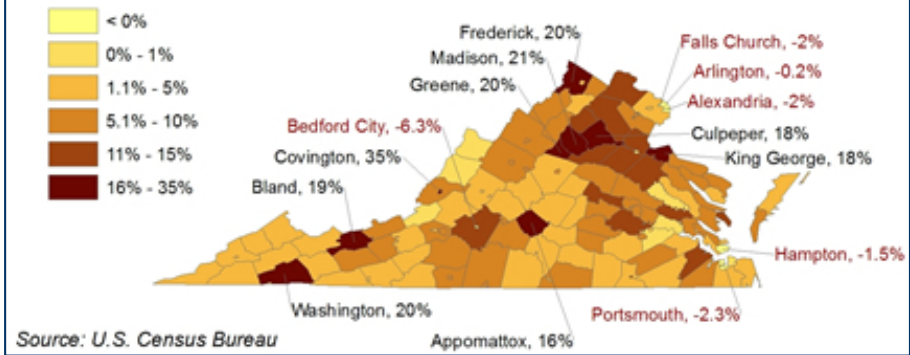 < 0%
0% - 1%
1.1% - 5%
5.1% - 10%
11% - 15%
16% - 35%
Frederick, 20%
Madison, 21%
Greene, 20%
Bedford City, -6.3%
Covington, 35%
Bland, 19%
Falls Church, -2%
Arlington, -0.2%
Alexandria, -2%
Culpeper, 18%
King George, 18%
Hampton, -1.5%
Washington, 20%
Portsmouth, -2.3%
Appomattox, 16%
Source: U.S. Census Bureau